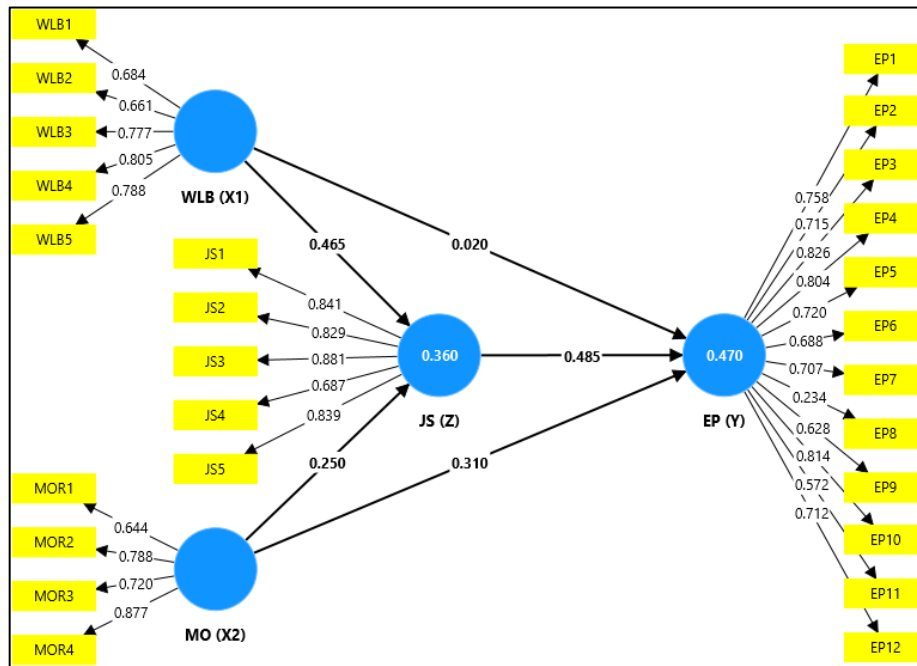 WLB1
WLB2
WLB3
WLB4
WLB5
0.684
0.661
0.777
0.805
0.788
WLB (X1)
JS1
JS2
JS3
JS4
JS5
0.841
0.829
0.881
0.687
0.839
0.465
0.020
0.360
JS (Z)
0.485
0.250
0.310
MOR1
MOR2
MOR3
MOR4
0.644
0.788
0.720
0.877
MO (X2)
0.470
EP (Y)
0.758
0.715
0.826
0.804
0.720
0.688
0.707
0.234
0.628
0.814
0.572
0.712
EP1
EP2
EP3
EP4
EP5
EP6
EP7
EP8
EP9
EP10
EP11
EP12